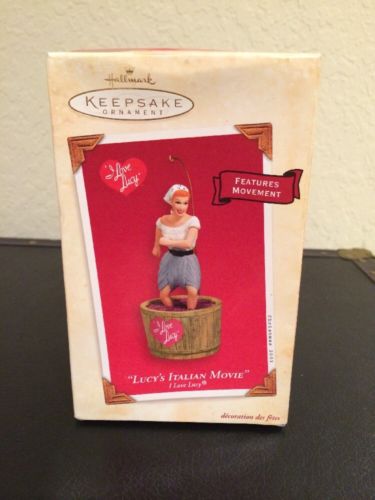 Hallmark
KEEPSAKE
ORNAMENT
I Love
Lucy
FEATURES
MOVEMENT
I Love
Lucy
"LUCY'S ITALIAN MOVIE"
I Love Lucy®
décoration des fêtes